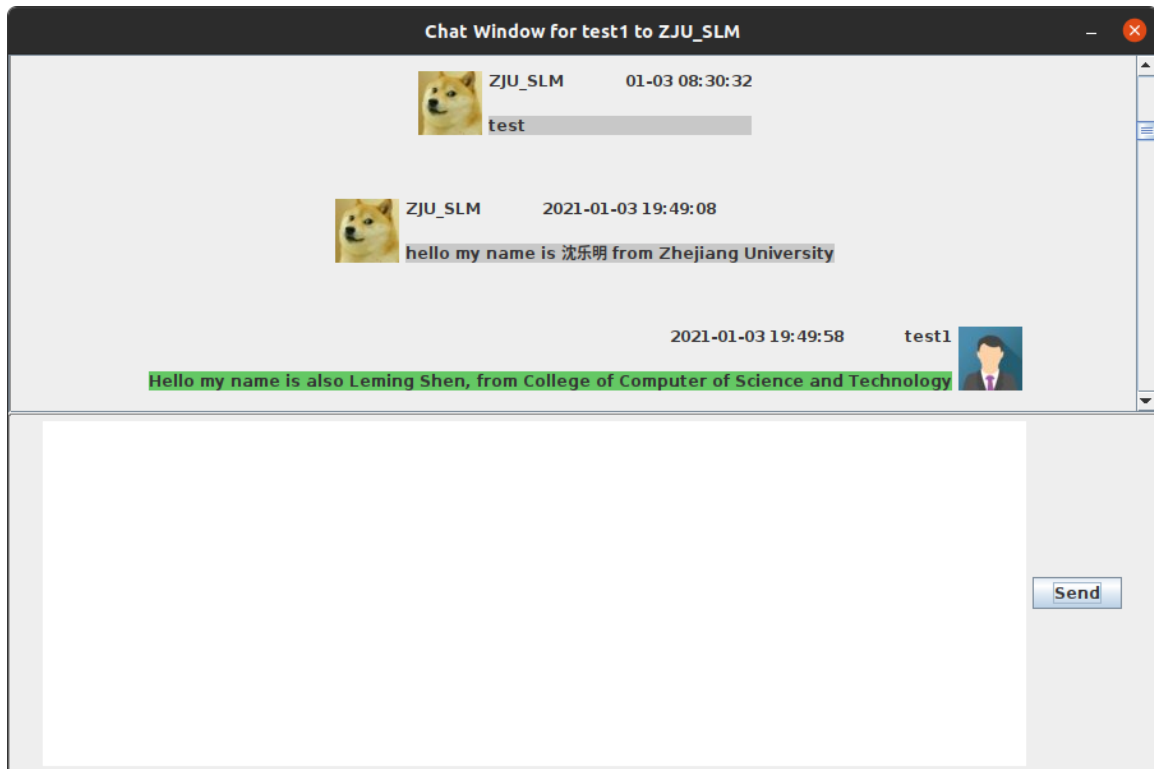 Chat Window for test1 to ZJU_SLM
ZJU_SLM 01-03 08:30:32
test
ZJU_SLM 2021-01-03 19:49:08
hello my name is 沈乐明 from Zhejiang University
2021-01-03 19:49:58 test1
Hello my name is also Leming Shen, from College of Computer of Science and Technology
Send